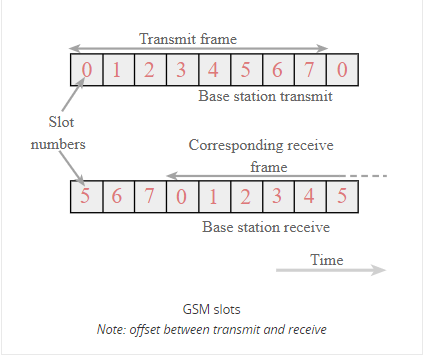 Transmit frame
0 1 2 3 4 5 6 7 0
Base station transmit
Slot
numbers
Corresponding receive
frame
5 6 7 0 1 2 3 4 5
Base station receive
Time
GSM slots
Note: offset between transmit and receive